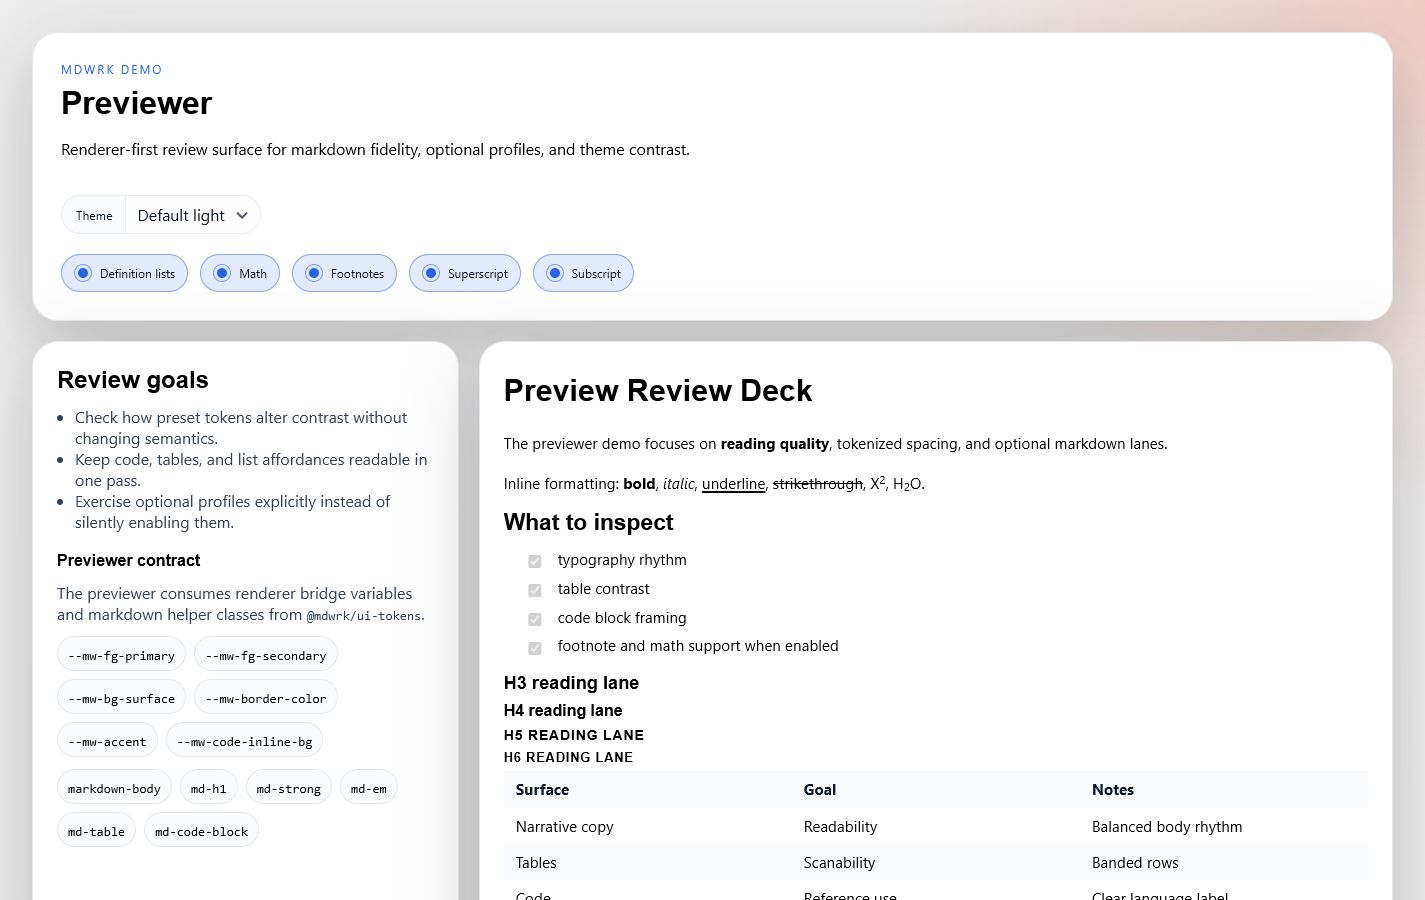 MDWRK DEMO
Previewer
Renderer-first review surface for markdown fidelity, optional profiles, and theme contrast.
Theme
Default light
Definition lists
Math
Footnotes
Superscript
Subscript
Review goals
Check how preset tokens alter contrast without
changing semantics.
Keep code, tables, and list affordances readable in
one pass.
Exercise optional profiles explicitly instead of
silently enabling them.
Previewer contract
The previewer consumes renderer bridge variables
and markdown helper classes from @mdwrk/ui-tokens.
--mw-fg-primary
--mw-fg-secondary
--mw-bg-surface
--mw-border-color
--mw-accent
--mw-code-inline-bg
markdown-body
md-h1
md-strong
md-em
md-table
md-code-block
Preview Review Deck
The previewer demo focuses on reading quality, tokenized spacing, and optional markdown lanes.
Inline formatting: bold, italic, underline, strikethrough, X², H₂O.
What to inspect
typography rhythm
table contrast
code block framing
footnote and math support when enabled
H3 reading lane
H4 reading lane
H5 READING LANE
H6 READING LANE
Surface Goal Notes
Narrative copy Readability Balanced body rhythm
Tables Scanability Banded rows
Code Reference use Clear language label